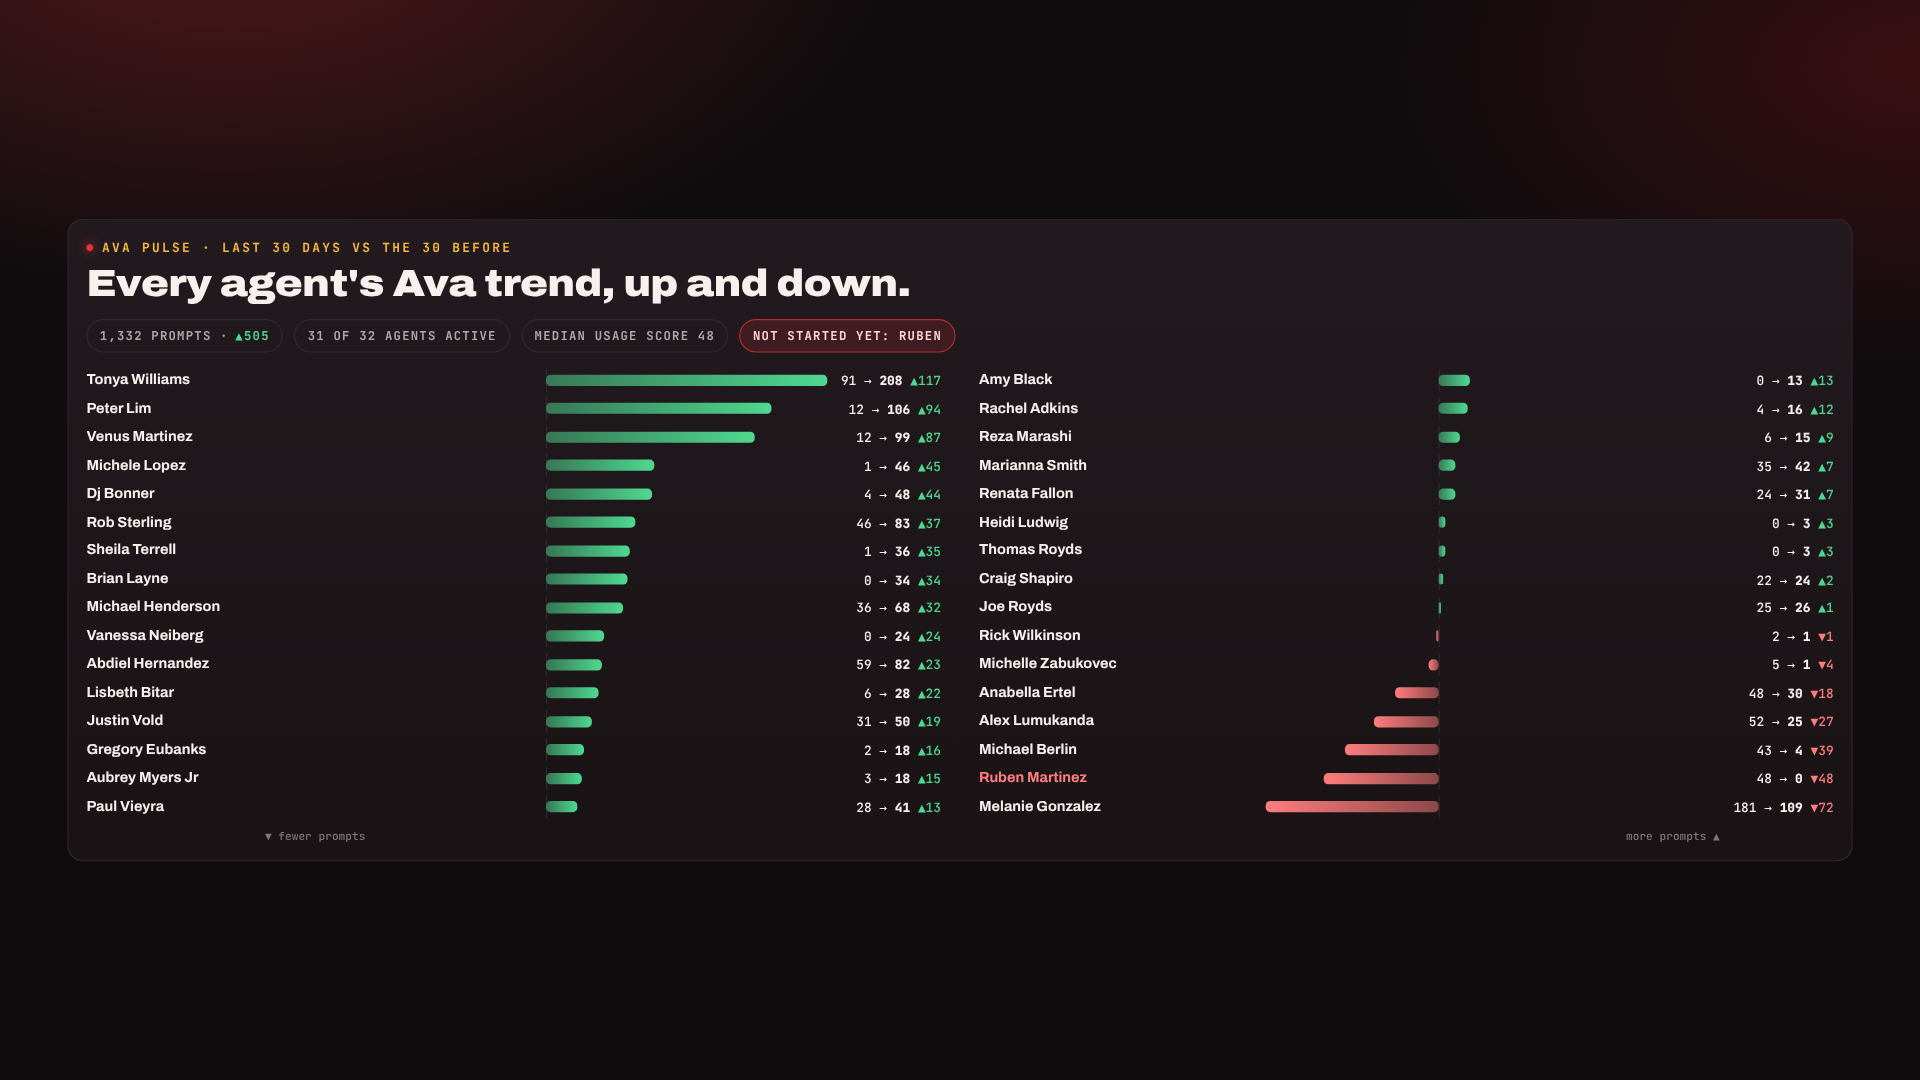 AVA PULSE · LAST 30 DAYS VS THE 30 BEFORE
Every agent's Ava trend, up and down.
1,332 PROMPTS · ▲505
31 OF 32 AGENTS ACTIVE
MEDIAN USAGE SCORE 48
NOT STARTED YET: RUBEN
Tonya Williams 91 → 208 ▲117
Peter Lim 12 → 106 ▲94
Venus Martinez 12 → 99 ▲87
Michele Lopez 1 → 46 ▲45
Dj Bonner 4 → 48 ▲44
Rob Sterling 46 → 83 ▲37
Sheila Terrell 1 → 36 ▲35
Brian Layne 0 → 34 ▲34
Michael Henderson 36 → 68 ▲32
Vanessa Neiberg 0 → 24 ▲24
Abdiel Hernandez 59 → 82 ▲23
Lisbeth Bitar 6 → 28 ▲22
Justin Vold 31 → 50 ▲19
Gregory Eubanks 2 → 18 ▲16
Aubrey Myers Jr 3 → 18 ▲15
Paul Vieyra 28 → 41 ▲13
Amy Black 0 → 13 ▲13
Rachel Adkins 4 → 16 ▲12
Reza Marashi 6 → 15 ▲9
Marianna Smith 35 → 42 ▲7
Renata Fallon 24 → 31 ▲7
Heidi Ludwig 0 → 3 ▲3
Thomas Royds 0 → 3 ▲3
Craig Shapiro 22 → 24 ▲2
Joe Royds 25 → 26 ▲1
Rick Wilkinson 2 → 1 ▼1
Michelle Zabukovec 5 → 1 ▼4
Anabella Ertel 48 → 30 ▼18
Alex Lumukanda 52 → 25 ▼27
Michael Berlin 43 → 4 ▼39
Ruben Martinez 48 → 0 ▼48
Melanie Gonzalez 181 → 109 ▼72
▼ fewer prompts
more prompts ▲